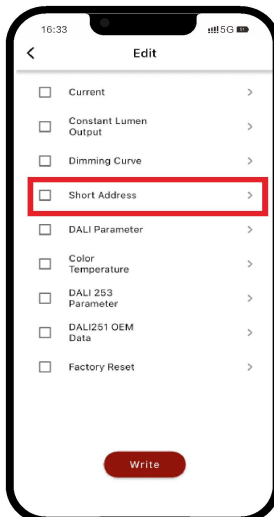 16:33 5G
Edit
Current
Constant Lumen
Output
Dimming Curve
Short Address
DALI Parameter
Color
Temperature
DALI 253
Parameter
DALI251 OEM
Data
Factory Reset
Write